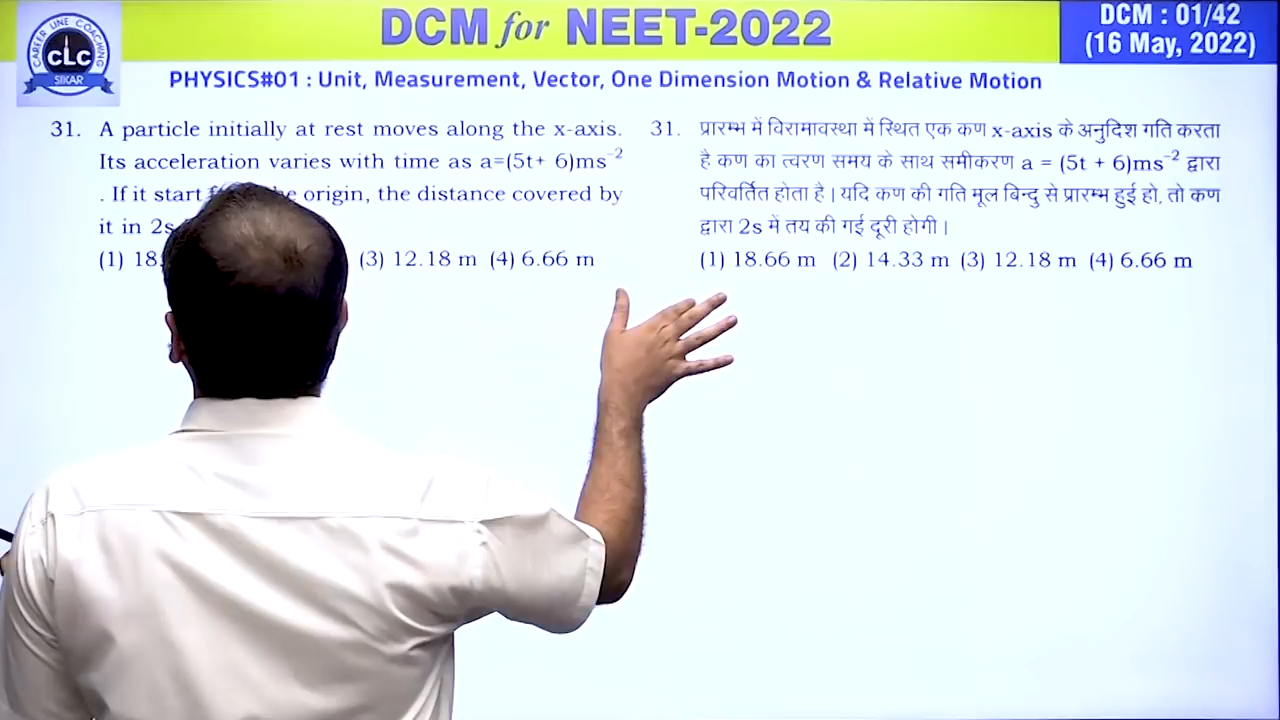 DCM for NEET-2022
DCM : 01/42
(16 May, 2022)
CAREER LINE COACHING
CLC
SIKAR
PHYSICS#01 : Unit, Measurement, Vector, One Dimension Motion & Relative Motion
31. A particle initially at rest moves along the x-axis.
Its acceleration varies with time as a=(5t+ 6)ms⁻²
. If it start origin, the distance covered by
it in 2s
(1) 18 (3) 12.18 m (4) 6.66 m
31. प्रारम्भ में विरामावस्था में स्थित एक कण x-axis के अनुदिश गति करता
है कण का त्वरण समय के साथ समीकरण a = (5t + 6)ms⁻² द्वारा
परिवर्तित होता है। यदि कण की गति मूल बिन्दु से प्रारम्भ हुई हो, तो कण
द्वारा 2s में तय की गई दूरी होगी।
(1) 18.66 m (2) 14.33 m (3) 12.18 m (4) 6.66 m